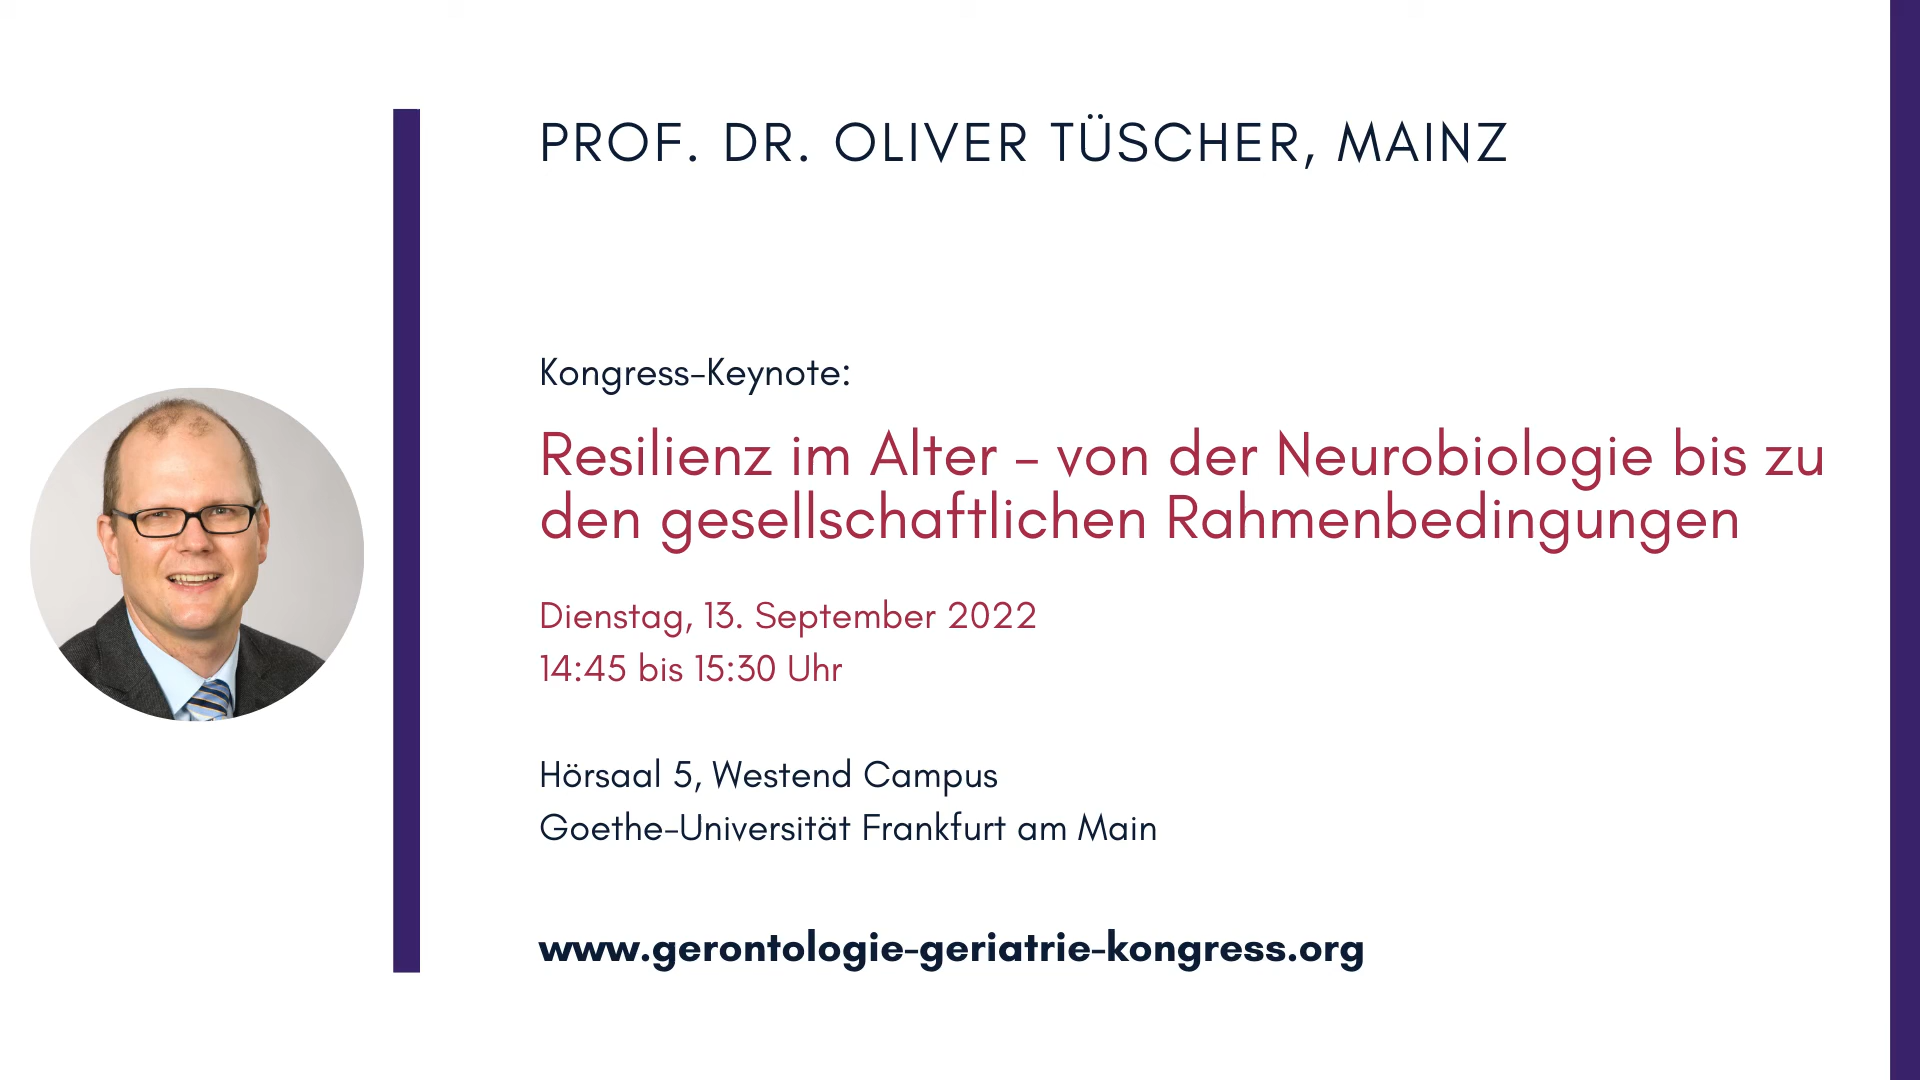 PROF. DR. OLIVER TÜSCHER, MAINZ
Kongress-Keynote:
Resilienz im Alter – von der Neurobiologie bis zu
den gesellschaftlichen Rahmenbedingungen
Dienstag, 13. September 2022
14:45 bis 15:30 Uhr
Hörsaal 5, Westend Campus
Goethe-Universität Frankfurt am Main
www.gerontologie-geriatrie-kongress.org